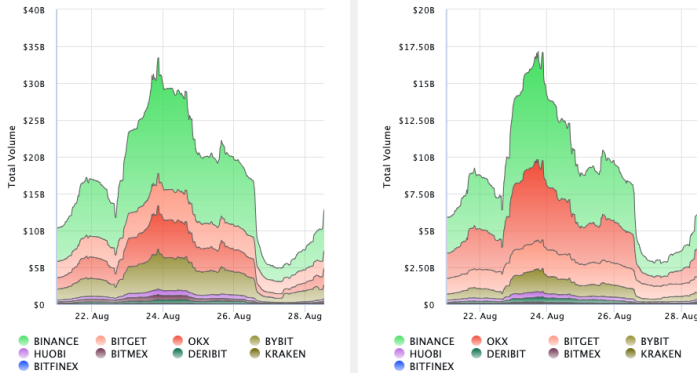 $40B
$35B
$30B
$25B
$20B
$15B
$10B
$5B
$0
Total Volume
22. Aug 24. Aug 26. Aug 28. Aug
BINANCE BITGET OKX BYBIT
HUOBI BITMEX DERIBIT KRAKEN
BITFINEX
$20B
$17.50B
$15B
$12.50B
$10B
$7.50B
$5B
$2.50B
$0
Total Volume
22. Aug 24. Aug 26. Aug 28. Aug
BINANCE OKX BITGET BYBIT
HUOBI DERIBIT BITMEX KRAKEN
BITFINEX